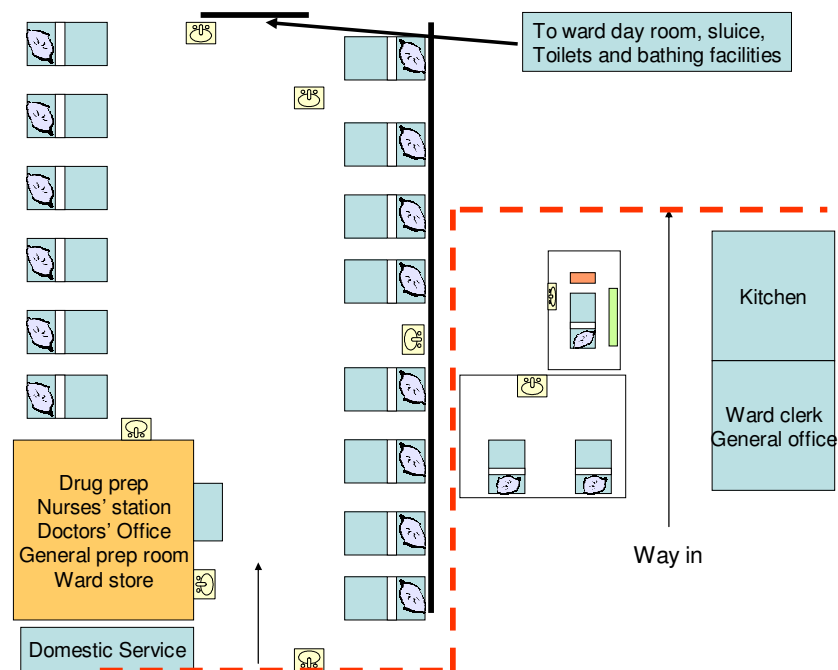 To ward day room, sluice,
Toilets and bathing facilities
Kitchen
Ward clerk
General office
Drug prep
Nurses' station
Doctors' Office
General prep room
Ward store
Way in
Domestic Service